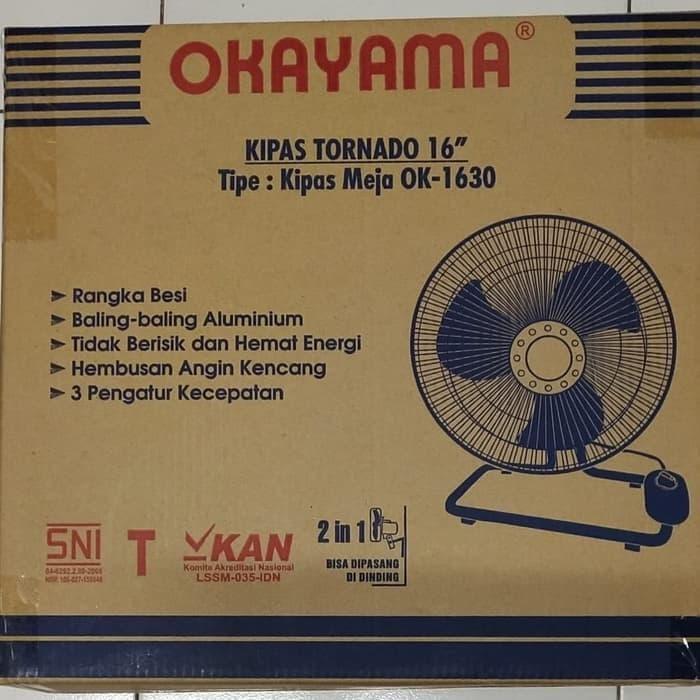 OKAYAMA®
KIPAS TORNADO 16"
Tipe : Kipas Meja OK-1630
Rangka Besi
Baling-baling Aluminium
Tidak Berisik dan Hemat Energi
Hembusan Angin Kencang
3 Pengatur Kecepatan
SNI
T
KAN
Komite Akreditasi Nasional
LSSM-035-IDN
2 in 1
BISA DIPASANG
DI DINDING